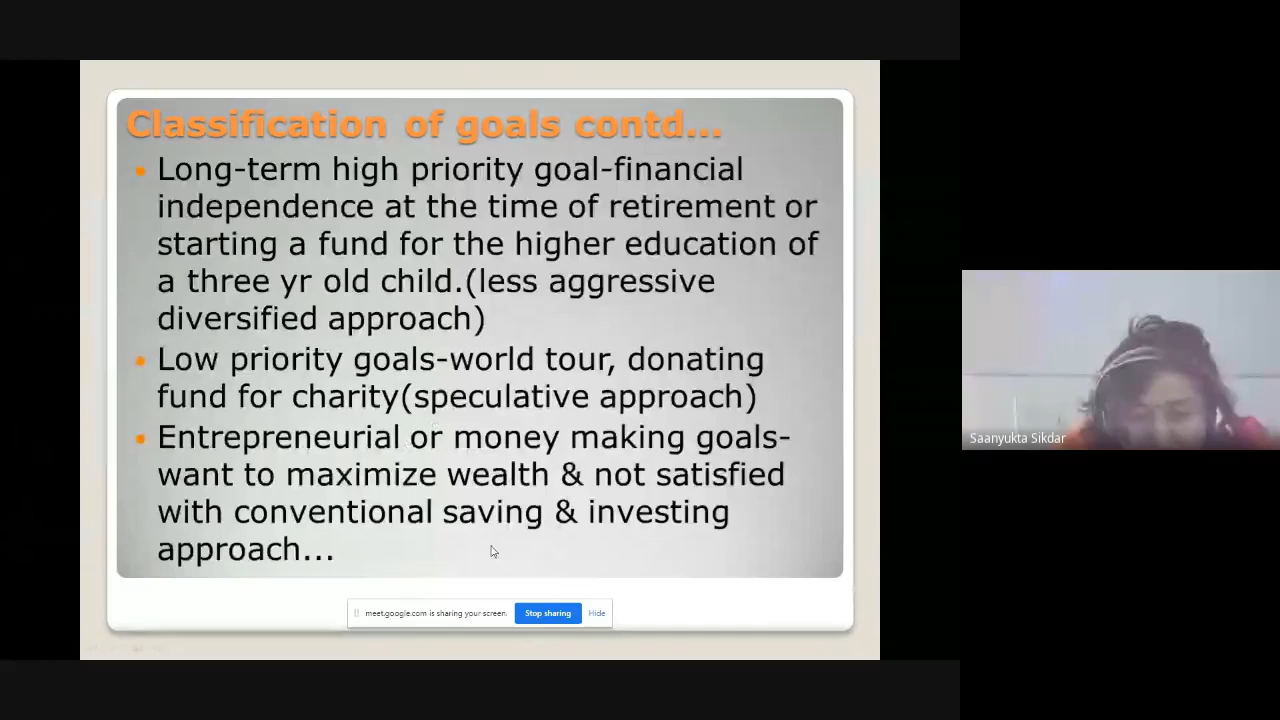 Classification of goals contd...
Long-term high priority goal-financial
independence at the time of retirement or
starting a fund for the higher education of
a three yr old child.(less aggressive
diversified approach)
Low priority goals-world tour, donating
fund for charity(speculative approach)
Entrepreneurial or money making goals-
want to maximize wealth & not satisfied
with conventional saving & investing
approach...
meet.google.com is sharing your screen.
Stop sharing
Hide
Saanyukta Sikdar